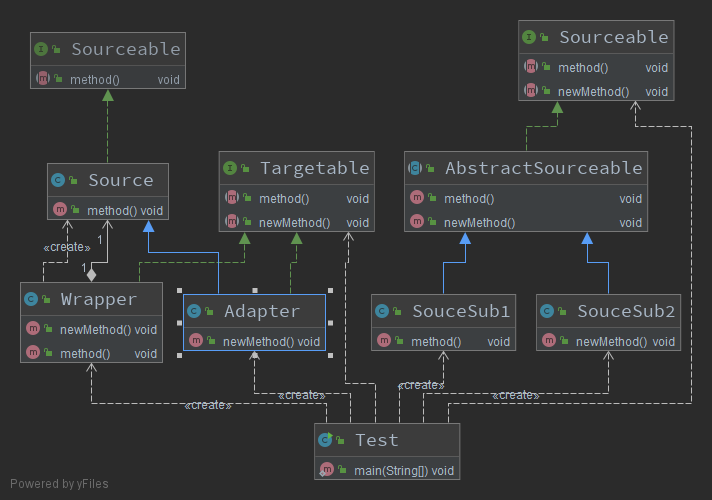 Sourceable
method() void
Sourceable
method() void
newMethod() void
Source
method() void
Targetable
method() void
newMethod() void
AbstractSourceable
method() void
newMethod() void
«create»
1
1
Wrapper
newMethod() void
method() void
Adapter
newMethod() void
SouceSub1
method() void
SouceSub2
newMethod() void
«create»
«create»
«create»
«create»
Test
main(String[]) void
Powered by yFiles